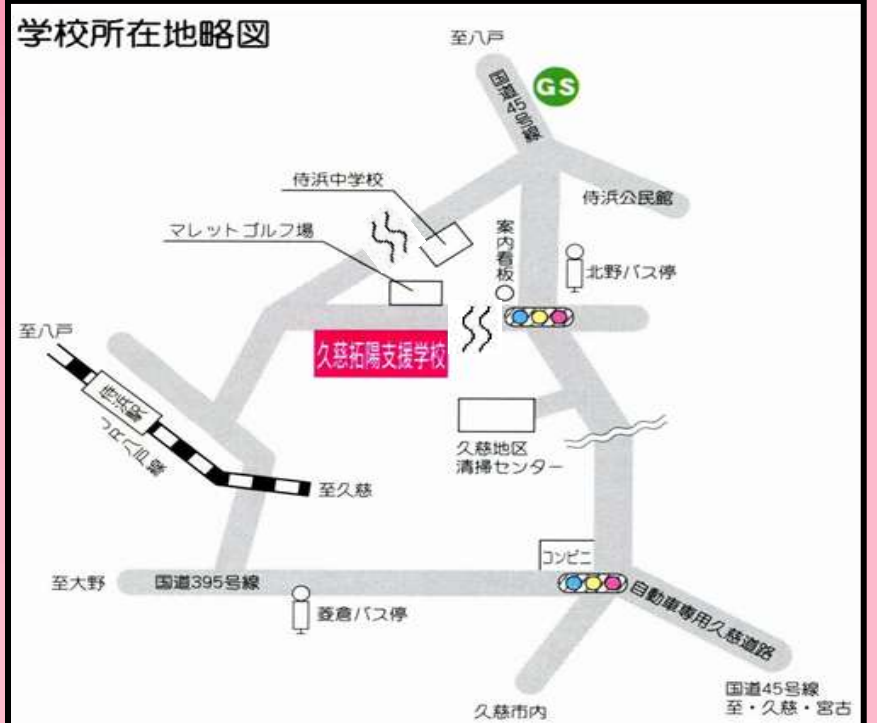 学校所在地略図
至八戸
GS
国道45号線
侍浜中学校
侍浜公民館
マレットゴルフ場
案内看板
北野バス停
至八戸
久慈拓陽支援学校
侍浜駅
JR八戸線
久慈地区
清掃センター
至久慈
コンビニ
至大野
国道395号線
自動車専用久慈道路
菱倉バス停
国道45号線
至・久慈・宮古
久慈市内